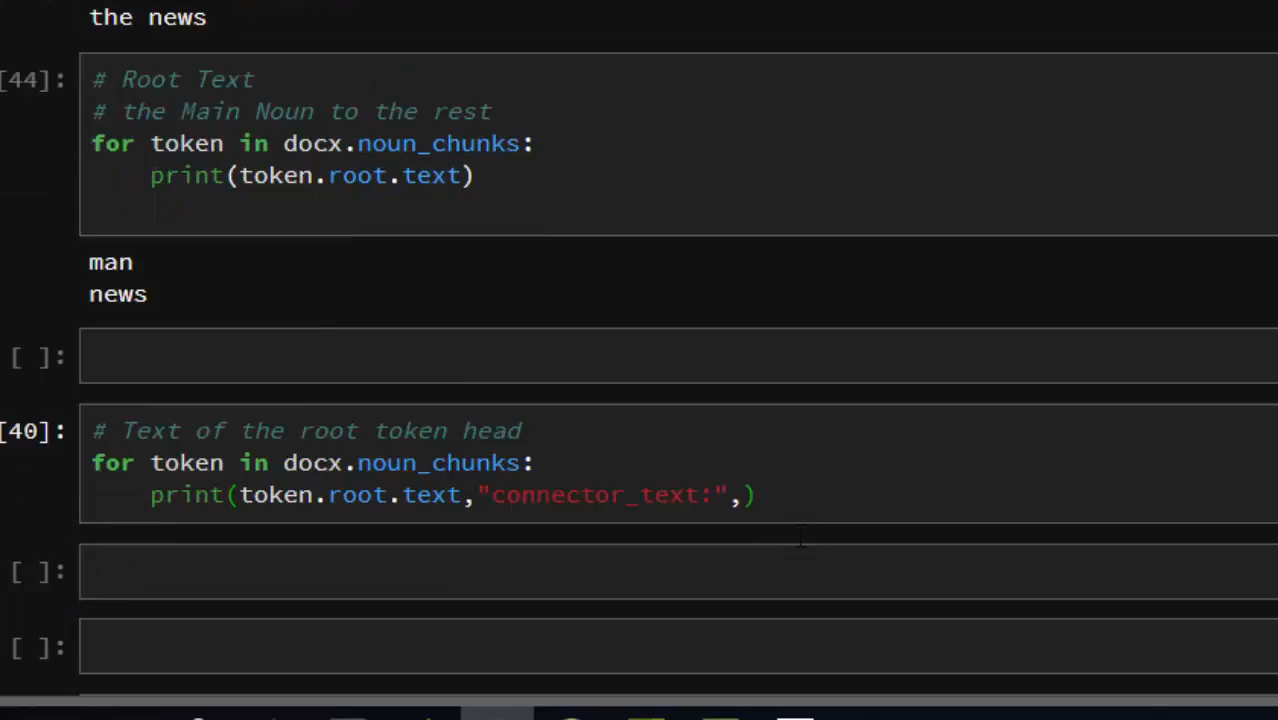 the news
[44]:
# Root Text
# the Main Noun to the rest
for token in docx.noun_chunks:
    print(token.root.text)
man
news
[ ]:
[40]:
# Text of the root token head
for token in docx.noun_chunks:
    print(token.root.text,"connector_text:",)
[ ]:
[ ]: